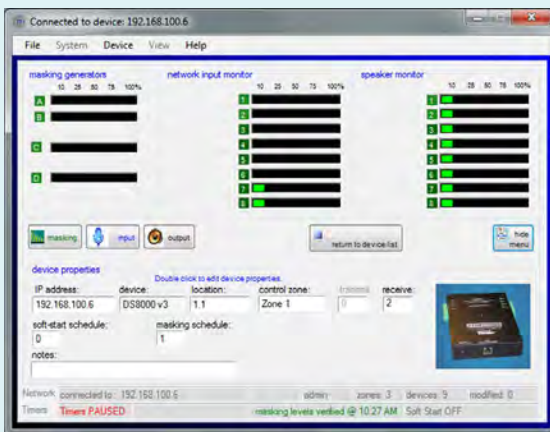 Connected to device: 192.168.100.6
File System Device View Help
masking generators network input monitor speaker monitor
10 25 50 75 100% 10 25 50 75 100% 10 25 50 75 100%
A 1 1
B 2 2
3 3
C 4 4
5 5
D 6 6
7 7
8 8
masking input output return to device list hide menu
device properties
Double click to edit device properties.
IP address: device: location: control zone: transmit: receive:
192.168.100.6 DS8000 v3 1.1 Zone 1 0 2
soft-start schedule: masking schedule:
0 1
notes:
Network connected to : 192.168.100.6 admin zones: 3 devices: 9 modified: 0
Timers Timers PAUSED masking levels verified @ 10:27 AM Soft Start OFF